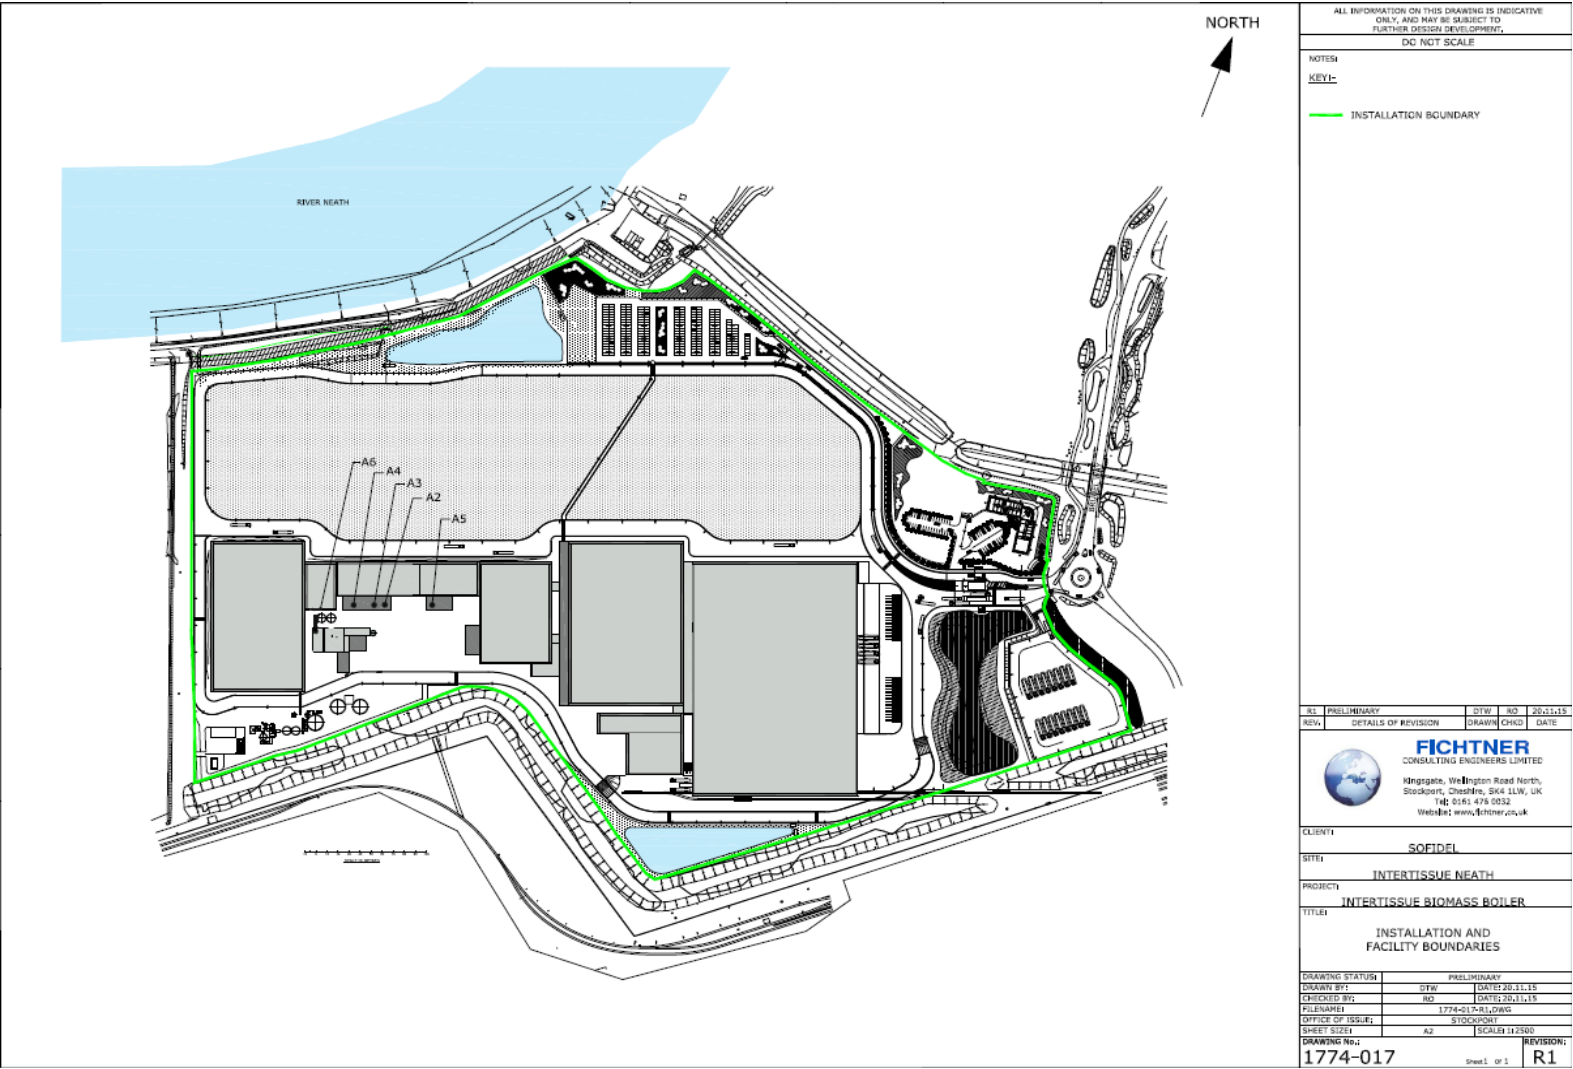 NORTH
RIVER NEATH
A6
A4
A3
A2
A5
ALL INFORMATION ON THIS DRAWING IS INDICATIVE
ONLY, AND MAY BE SUBJECT TO
FURTHER DESIGN DEVELOPMENT.
DO NOT SCALE
NOTES:
KEY:-
INSTALLATION BOUNDARY
R1 PRELIMINARY DTW RO 20.11.15
REV. DETAILS OF REVISION DRAWN CHKD DATE
FICHTNER
CONSULTING ENGINEERS LIMITED
Kingsgate, Wellington Road North,
Stockport, Cheshire, SK4 1LW, UK
Tel: 0161 476 0032
Website: www.fichtner.co.uk
CLIENT:
SOFIDEL
SITE:
INTERTISSUE NEATH
PROJECT:
INTERTISSUE BIOMASS BOILER
TITLE:
INSTALLATION AND
FACILITY BOUNDARIES
DRAWING STATUS: PRELIMINARY
DRAWN BY: DTW DATE: 20.11.15
CHECKED BY: RO DATE: 20.11.15
FILENAME: 1774-017-R1.DWG
OFFICE OF ISSUE: STOCKPORT
SHEET SIZE: A2 SCALE: 1:2500
DRAWING No.: REVISION:
1774-017 Sheet 1 OF 1 R1